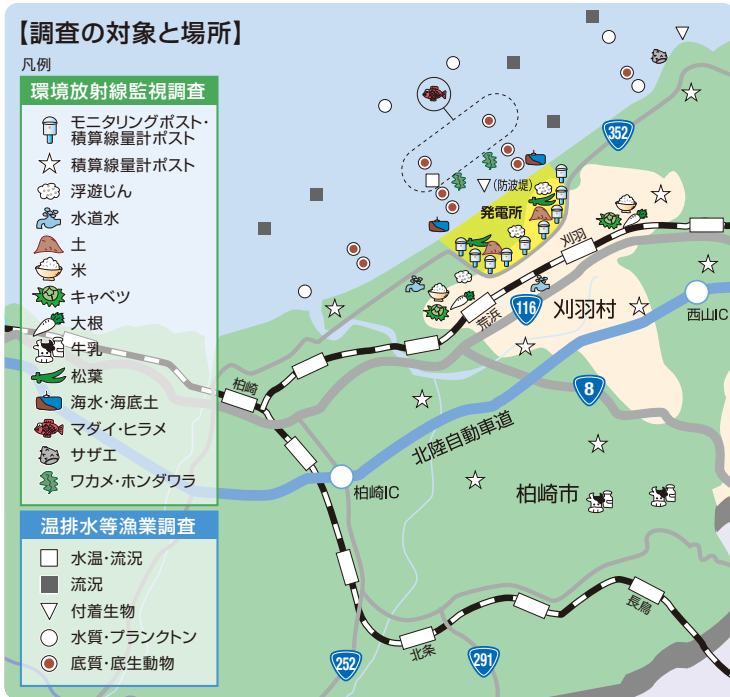 【調査の対象と場所】
凡例
環境放射線監視調査
モニタリングポスト・
積算線量計ポスト
積算線量計ポスト
浮遊じん
水道水
土
米
キャベツ
大根
牛乳
松葉
海水・海底土
マダイ・ヒラメ
サザエ
ワカメ・ホンダワラ
温排水等漁業調査
水温・流況
流況
付着生物
水質・プランクトン
底質・底生動物
352
(防波堤)
発電所
刈羽
荒浜
116
刈羽村
西山IC
柏崎
8
北陸自動車道
柏崎IC
柏崎市
長鳥
北条
252
291